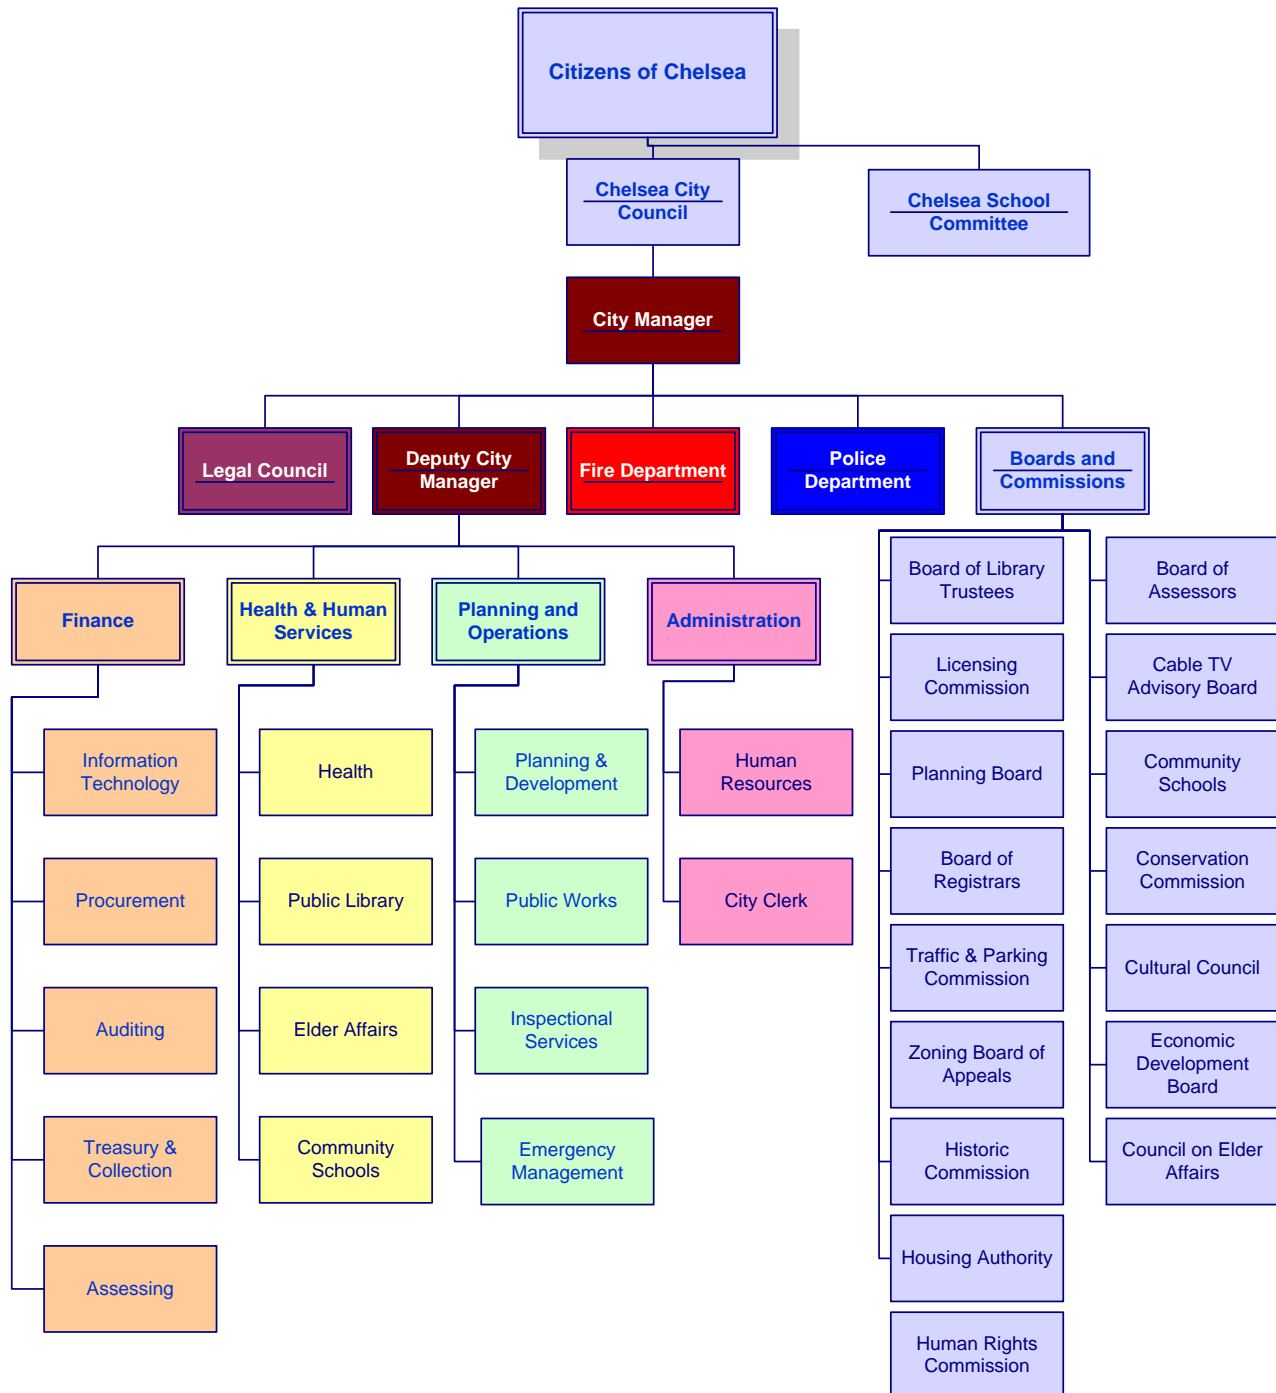 Citizens of Chelsea
Chelsea City
Council
Chelsea School
Committee
City Manager
Legal Council
Deputy City
Manager
Fire Department
Police
Department
Boards and
Commissions
Finance
Health & Human
Services
Planning and
Operations
Administration
Information
Technology
Procurement
Auditing
Treasury &
Collection
Assessing
Health
Public Library
Elder Affairs
Community
Schools
Planning &
Development
Public Works
Inspectional
Services
Emergency
Management
Human
Resources
City Clerk
Board of Library
Trustees
Licensing
Commission
Planning Board
Board of
Registrars
Traffic & Parking
Commission
Zoning Board of
Appeals
Historic
Commission
Housing Authority
Human Rights
Commission
Board of
Assessors
Cable TV
Advisory Board
Community
Schools
Conservation
Commission
Cultural Council
Economic
Development
Board
Council on Elder
Affairs